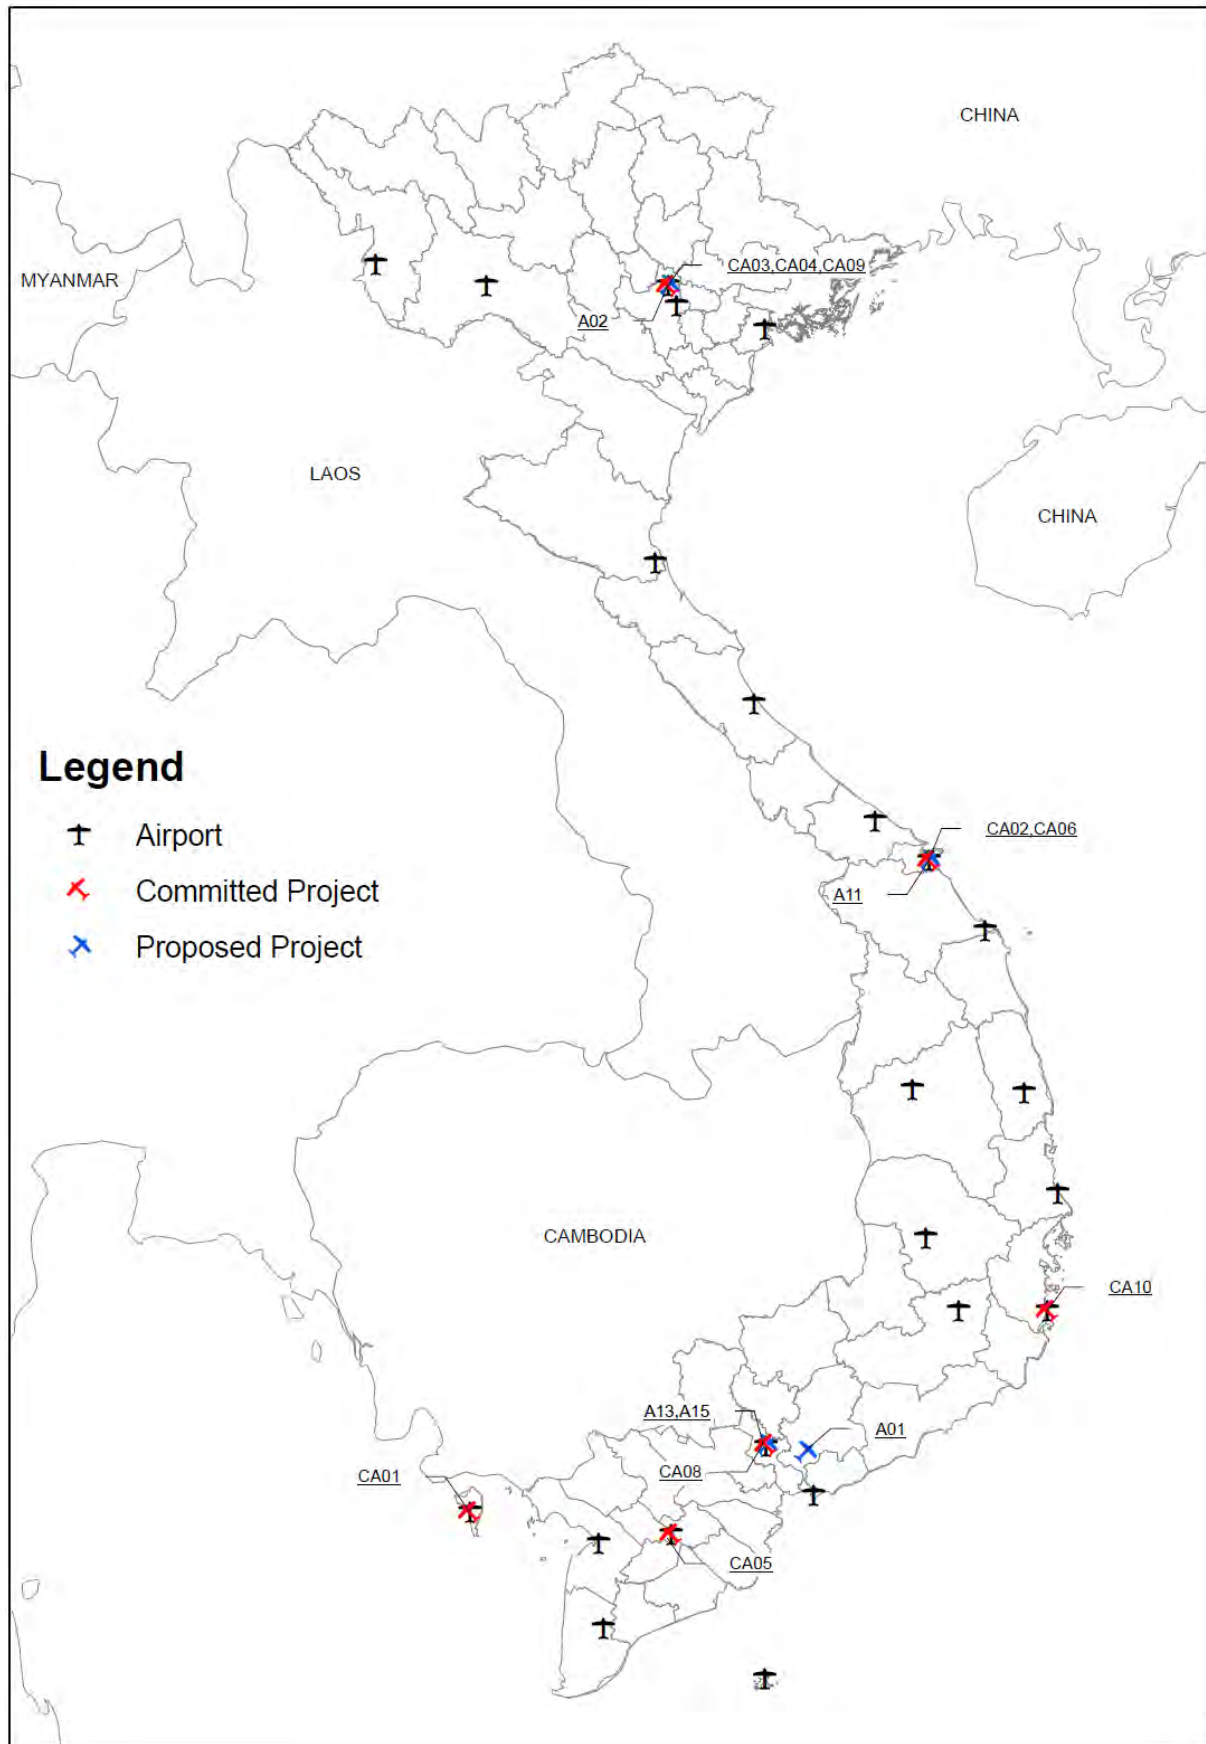 CHINA
CA03,CA04,CA09
MYANMAR
A02
LAOS
CHINA
Legend
Airport
Committed Project
Proposed Project
CA02,CA06
A11
CAMBODIA
CA10
A13,A15
A01
CA08
CA01
CA05